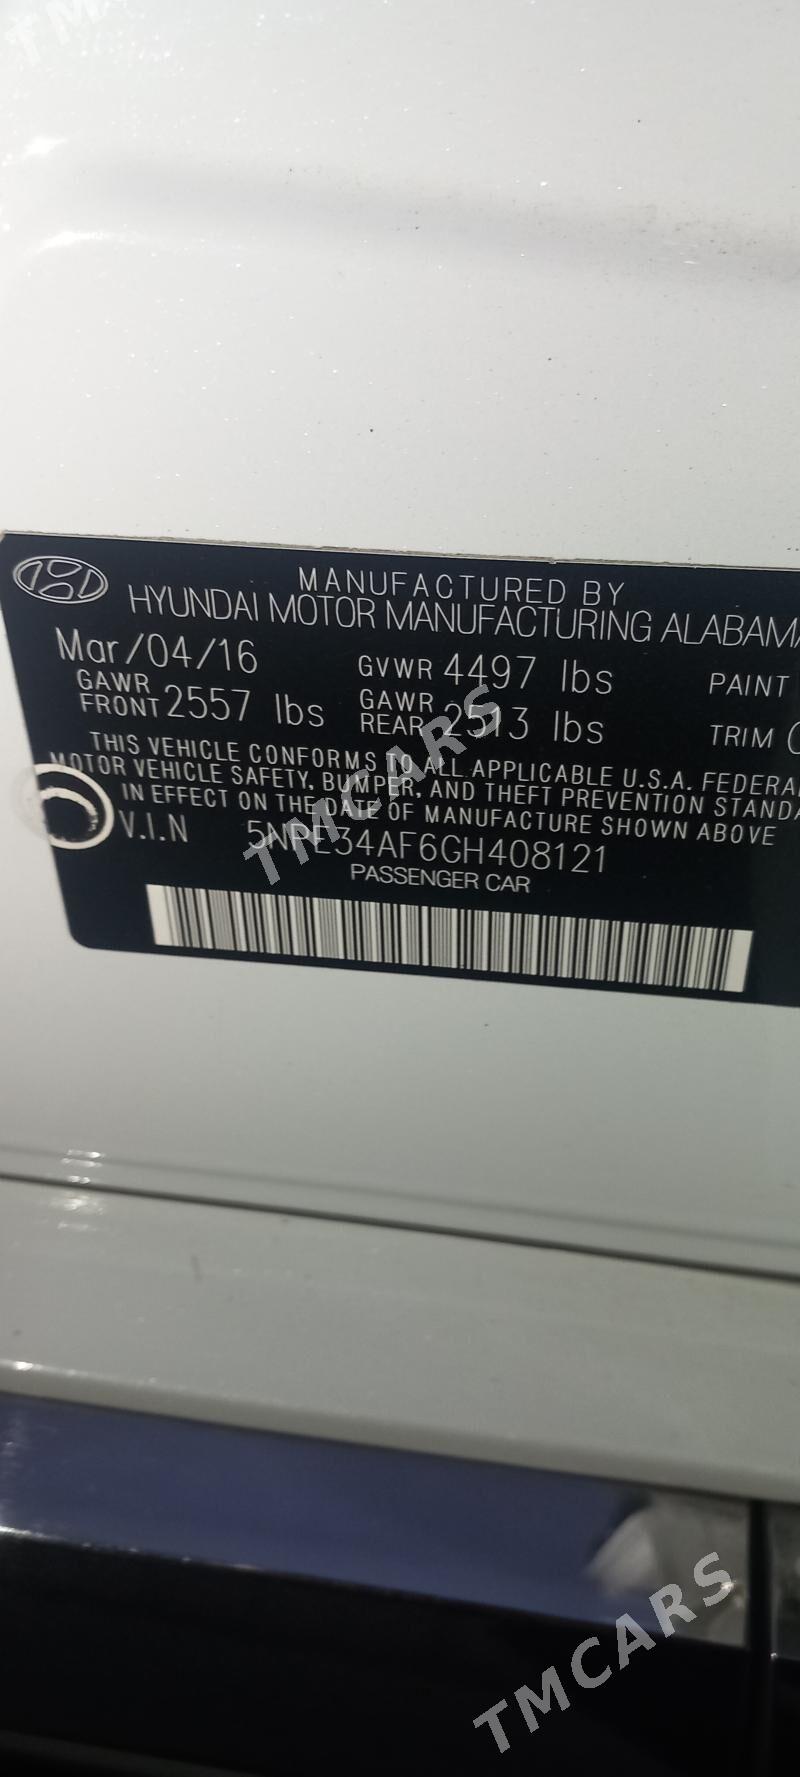 TMCARS
MANUFACTURED BY
HYUNDAI MOTOR MANUFACTURING ALABAMA
Mar/04/16 GVWR 4497 lbs PAINT
GAWR FRONT 2557 lbs GAWR REAR 2513 lbs TRIM
THIS VEHICLE CONFORMS TO ALL APPLICABLE U.S.A. FEDERAL
MOTOR VEHICLE SAFETY, BUMPER, AND THEFT PREVENTION STANDA
IN EFFECT ON THE DATE OF MANUFACTURE SHOWN ABOVE
V.I.N 5NPE34AF6GH408121
PASSENGER CAR
TMCARS
TMCARS